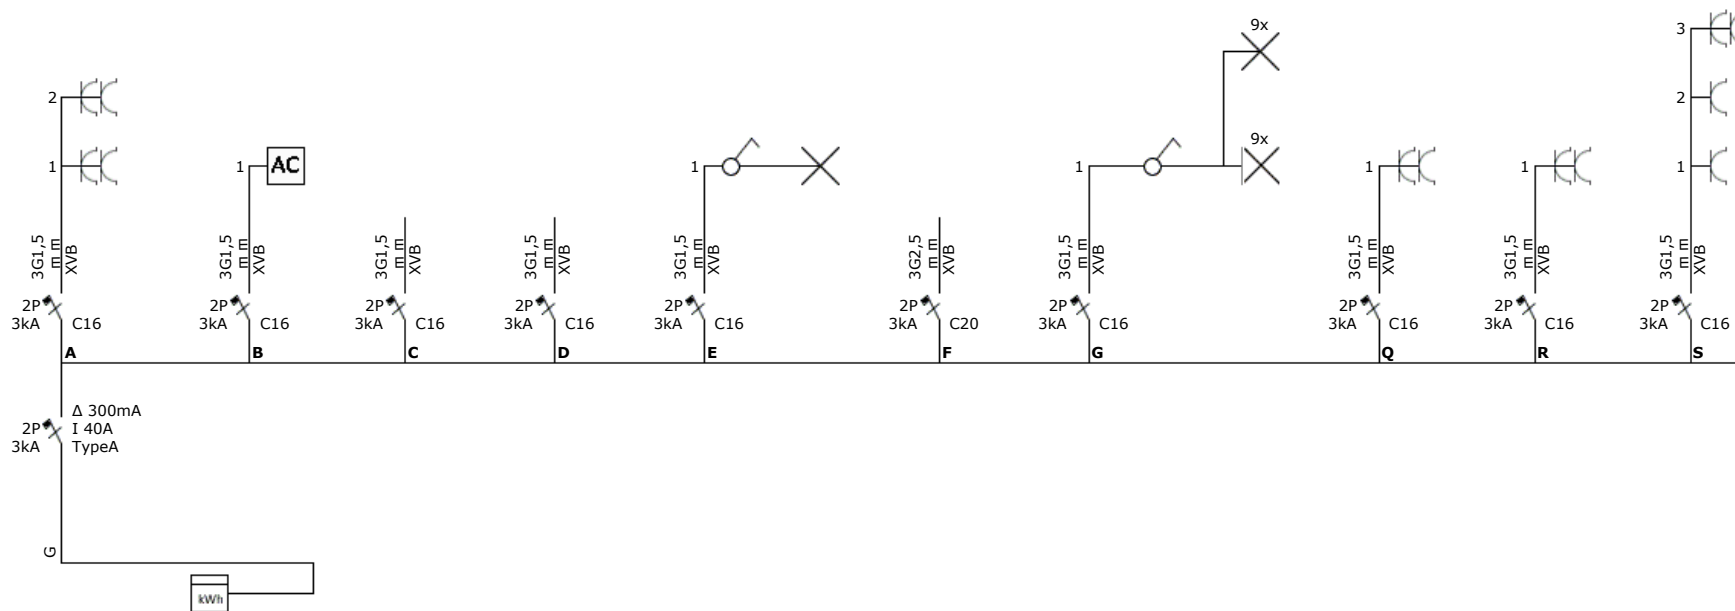 9x
3
2
2
9x
1
1
AC
1
1
1
1
1
3G1,5
mm
XVB
3G1,5
mm
XVB
3G1,5
mm
XVB
3G1,5
mm
XVB
3G1,5
mm
XVB
3G2,5
mm
XVB
3G1,5
mm
XVB
3G1,5
mm
XVB
3G1,5
mm
XVB
3G1,5
mm
XVB
2P
3kA
C16
2P
3kA
C16
2P
3kA
C16
2P
3kA
C16
2P
3kA
C16
2P
3kA
C20
2P
3kA
C16
2P
3kA
C16
2P
3kA
C16
2P
3kA
C16
A
B
C
D
E
F
G
Q
R
S
Δ 300mA
2P
I 40A
3kA
TypeA
G
kWh